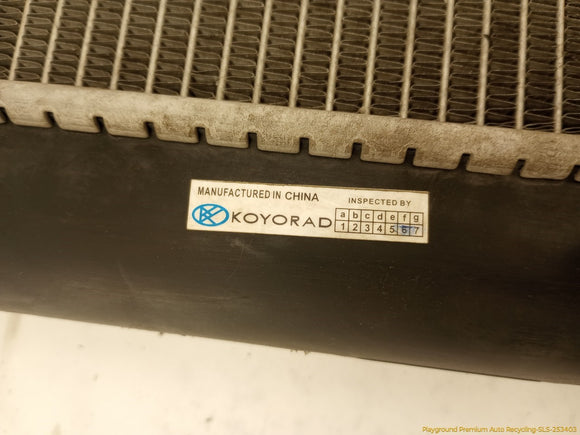 MANUFACTURED IN CHINA
INSPECTED BY
KOYORAD
a b c d e f g
1 2 3 4 5 6 7
Playground Premium Auto Recycling-SLS-253403